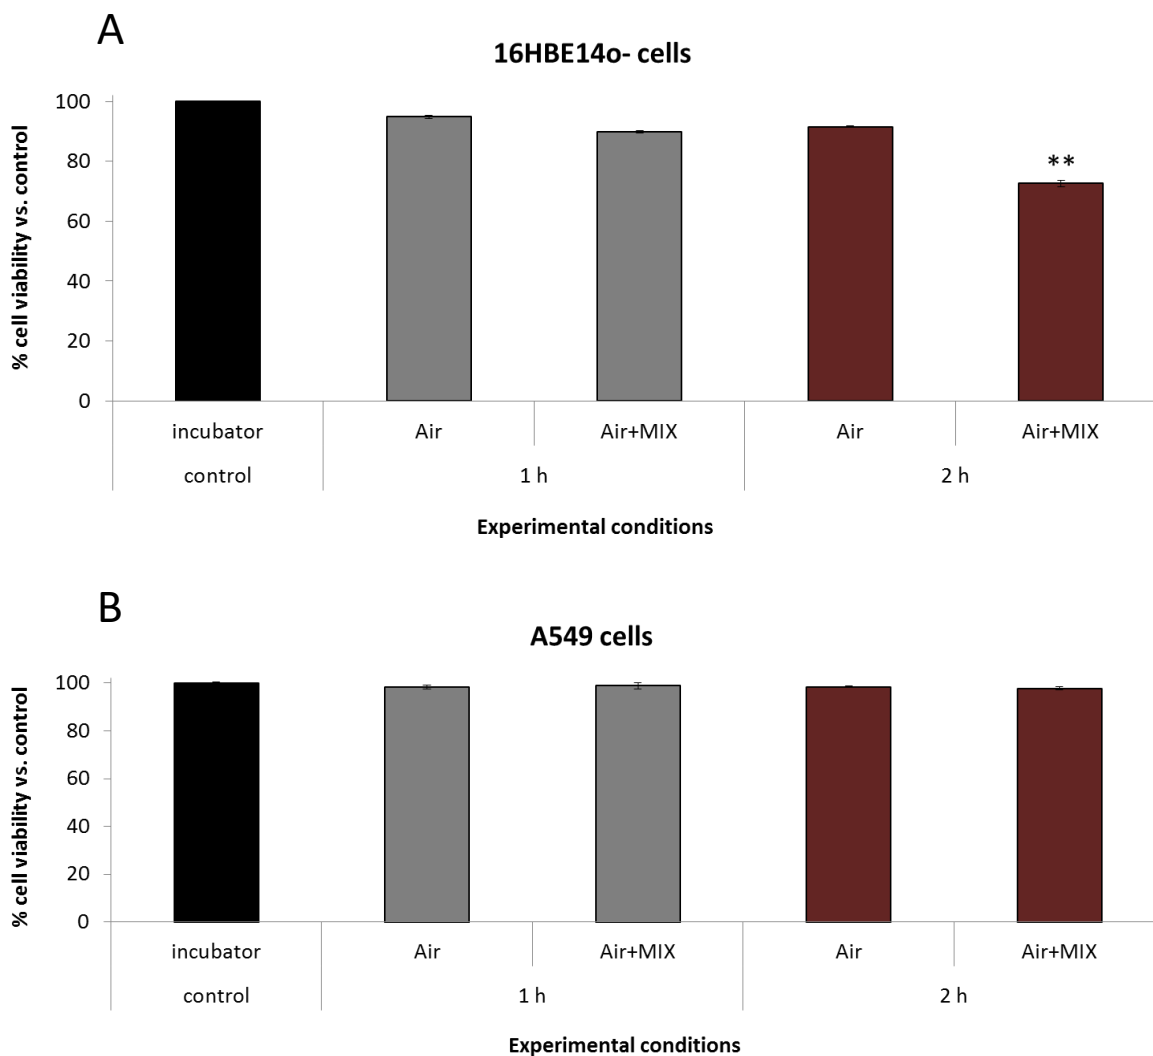 A
16HBE14o- cells
% cell viability vs. control
100
80
60
40
20
0
**
incubator Air Air+MIX Air Air+MIX
control 1 h 2 h
Experimental conditions
B
A549 cells
% cell viability vs. control
100
80
60
40
20
0
incubator Air Air+MIX Air Air+MIX
control 1 h 2 h
Experimental conditions